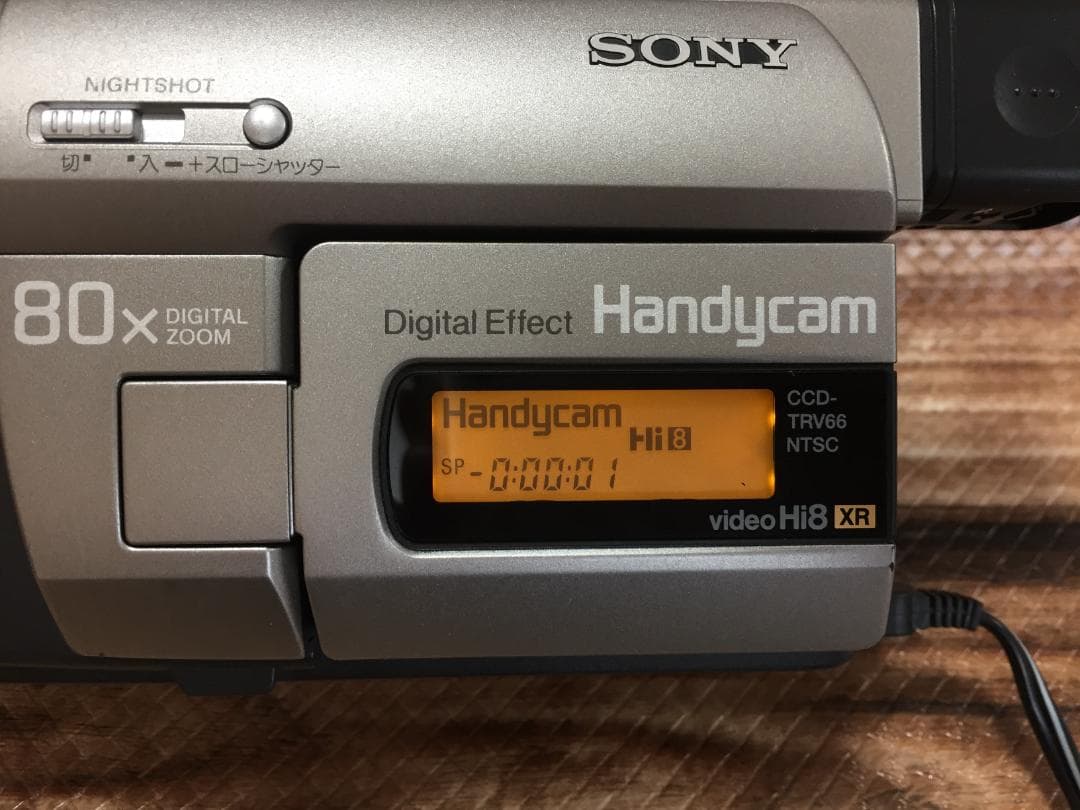 SONY
NIGHTSHOT
切 入 − +スローシャッター
80x DIGITAL ZOOM
Digital Effect Handycam
Handycam
Hi8
SP -0:00:01
CCD-
TRV66
NTSC
video Hi8 XR